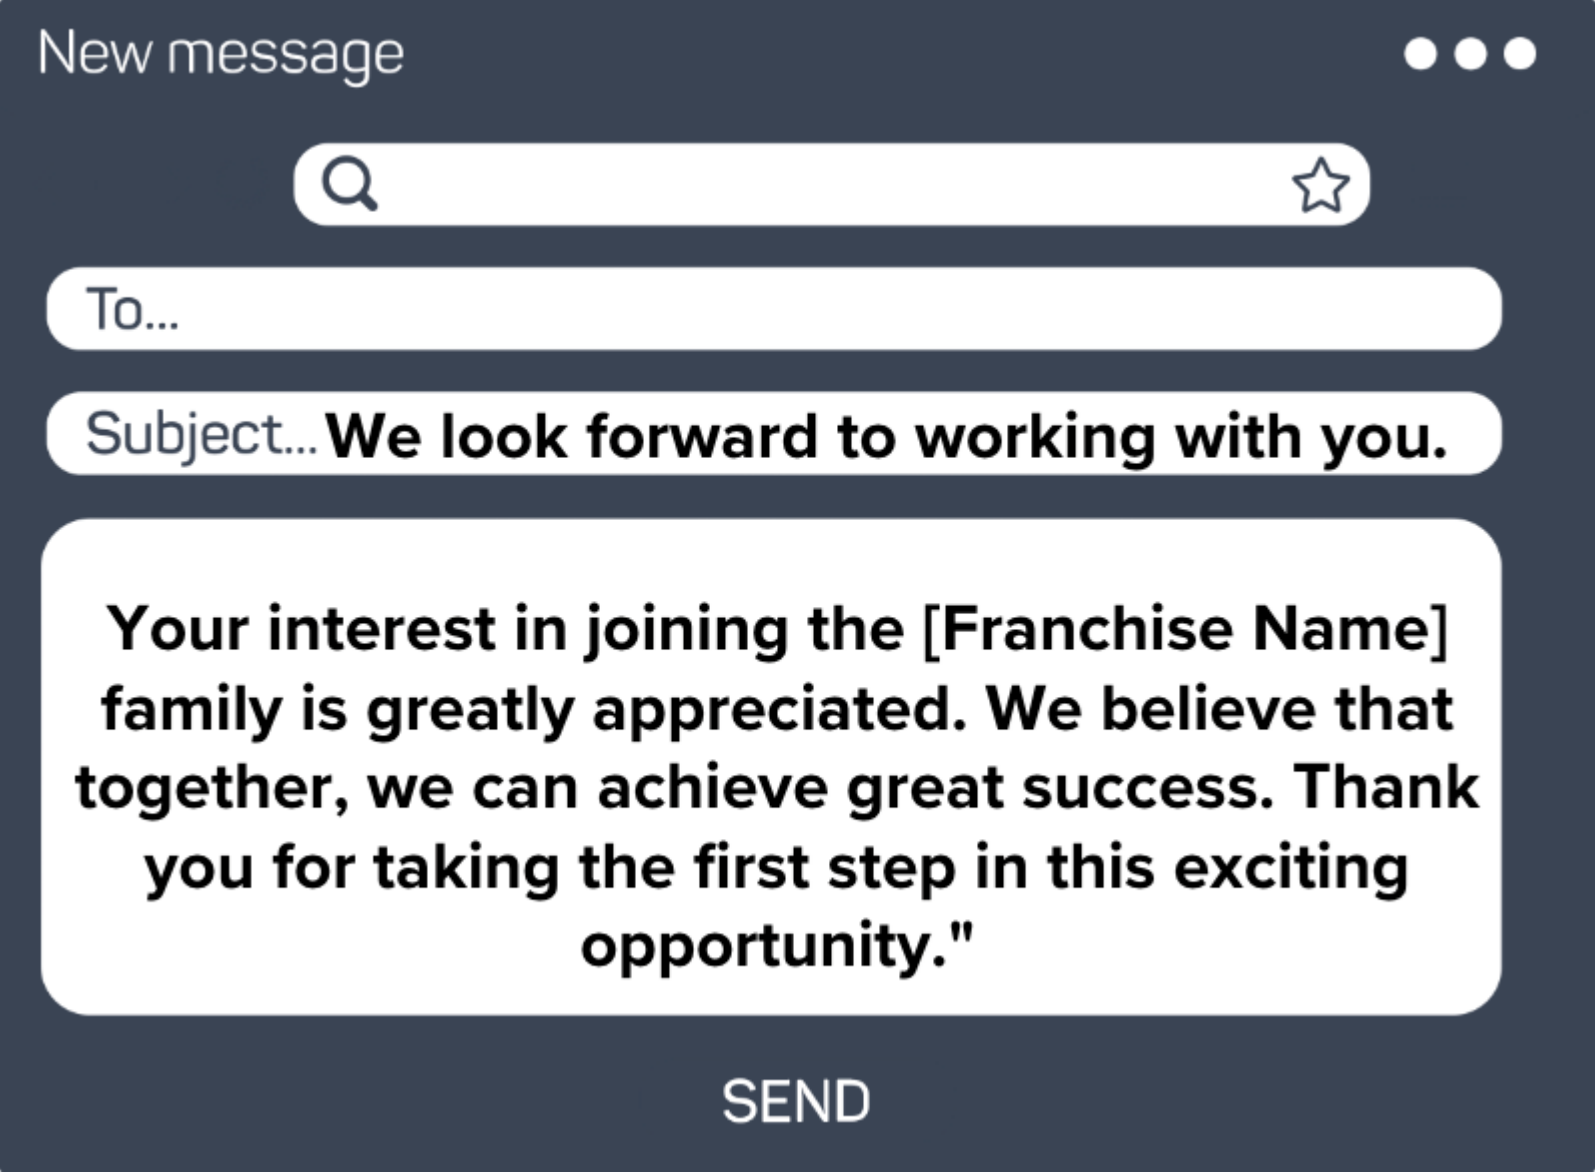 New message
To...
Subject... We look forward to working with you.
Your interest in joining the [Franchise Name]
family is greatly appreciated. We believe that
together, we can achieve great success. Thank
you for taking the first step in this exciting
opportunity."
SEND